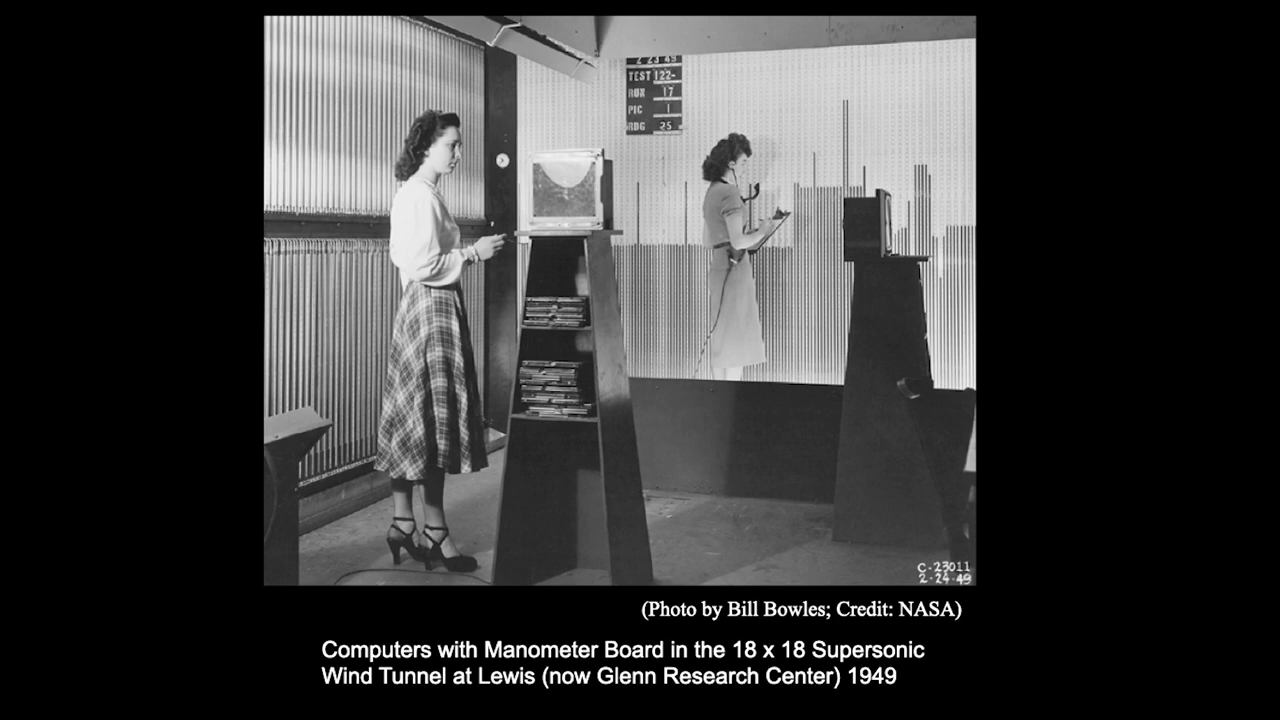 2 23 49
TEST 122-
RUN 17
PIC 1
RDG 25
C-23011
2-24-49
(Photo by Bill Bowles; Credit: NASA)
Computers with Manometer Board in the 18 x 18 Supersonic
Wind Tunnel at Lewis (now Glenn Research Center) 1949